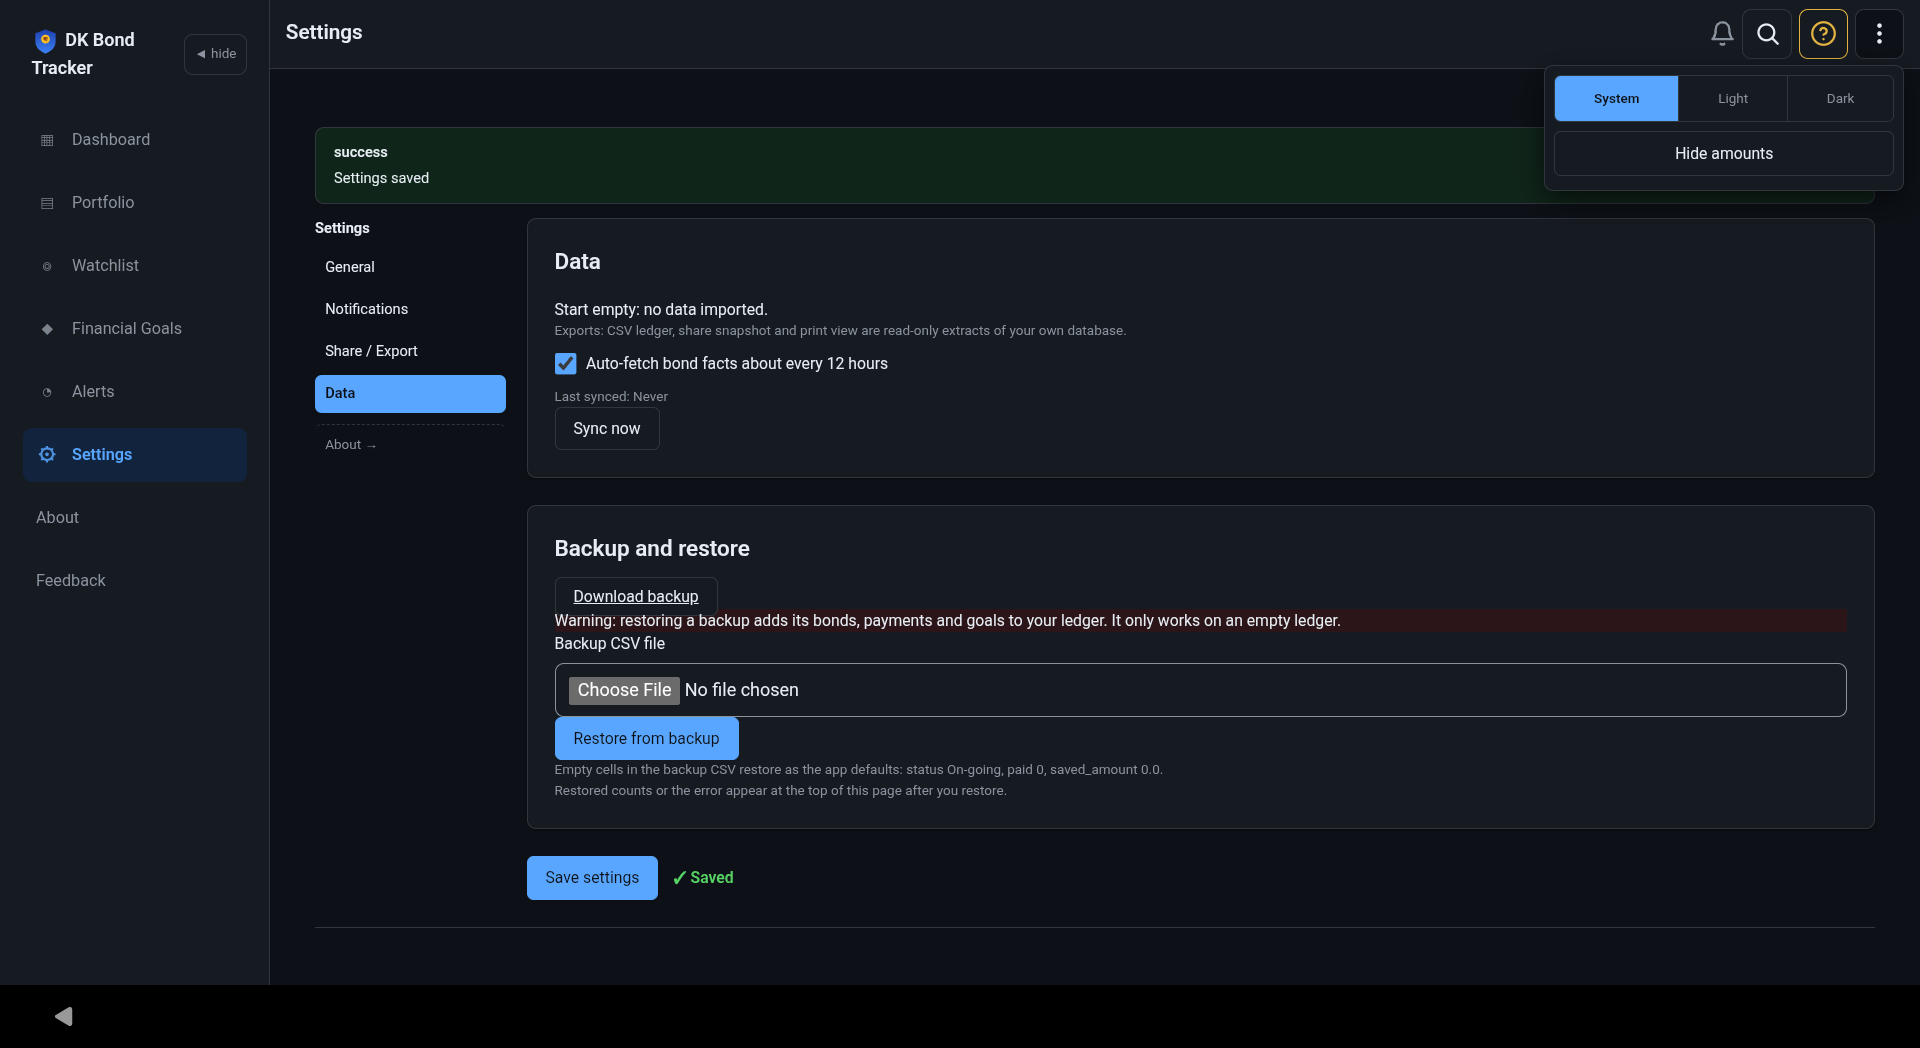 DK Bond
Tracker
◄ hide
Dashboard
Portfolio
Watchlist
Financial Goals
Alerts
Settings
About
Feedback
Settings
System
Light
Dark
Hide amounts
success
Settings saved
Settings
General
Notifications
Share / Export
Data
About →
Data
Start empty: no data imported.
Exports: CSV ledger, share snapshot and print view are read-only extracts of your own database.
Auto-fetch bond facts about every 12 hours
Last synced: Never
Sync now
Backup and restore
Download backup
Warning: restoring a backup adds its bonds, payments and goals to your ledger. It only works on an empty ledger.
Backup CSV file
Choose File No file chosen
Restore from backup
Empty cells in the backup CSV restore as the app defaults: status On-going, paid 0, saved_amount 0.0.
Restored counts or the error appear at the top of this page after you restore.
Save settings ✓ Saved